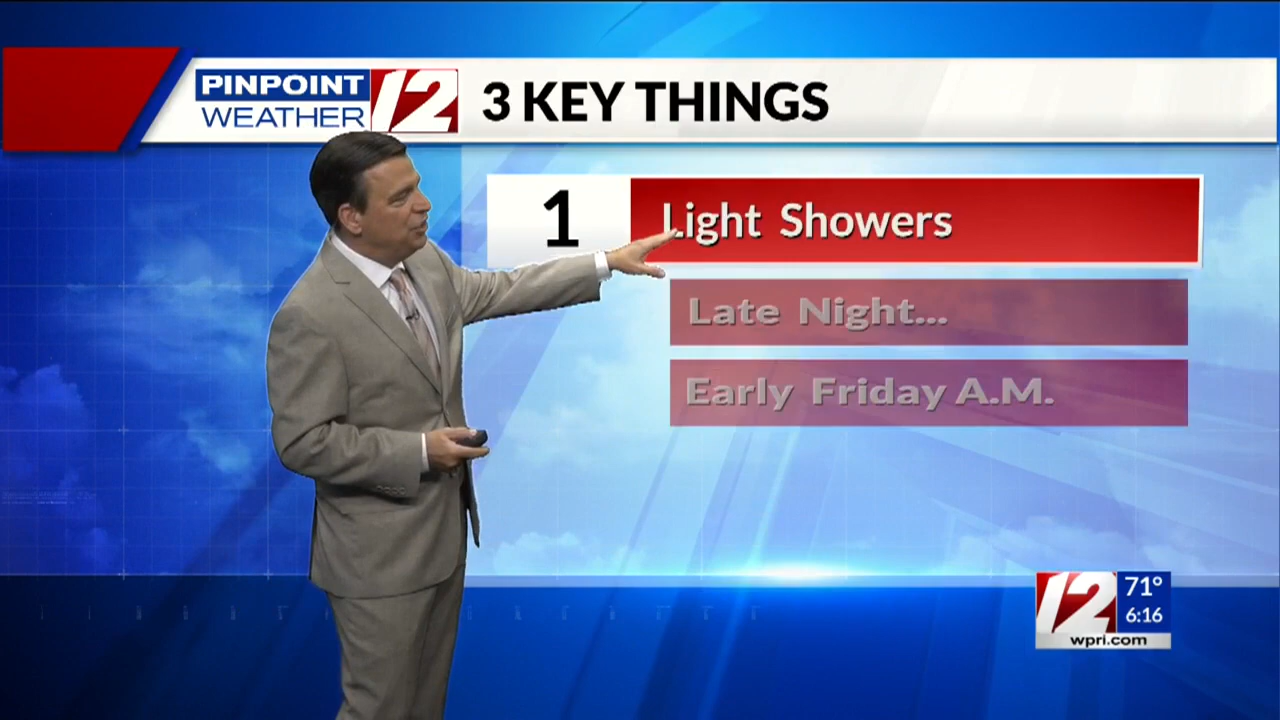 PINPOINT
WEATHER
12
3 KEY THINGS
1
Light Showers
Late Night...
Early Friday A.M.
12
71°
6:16
wpri.com